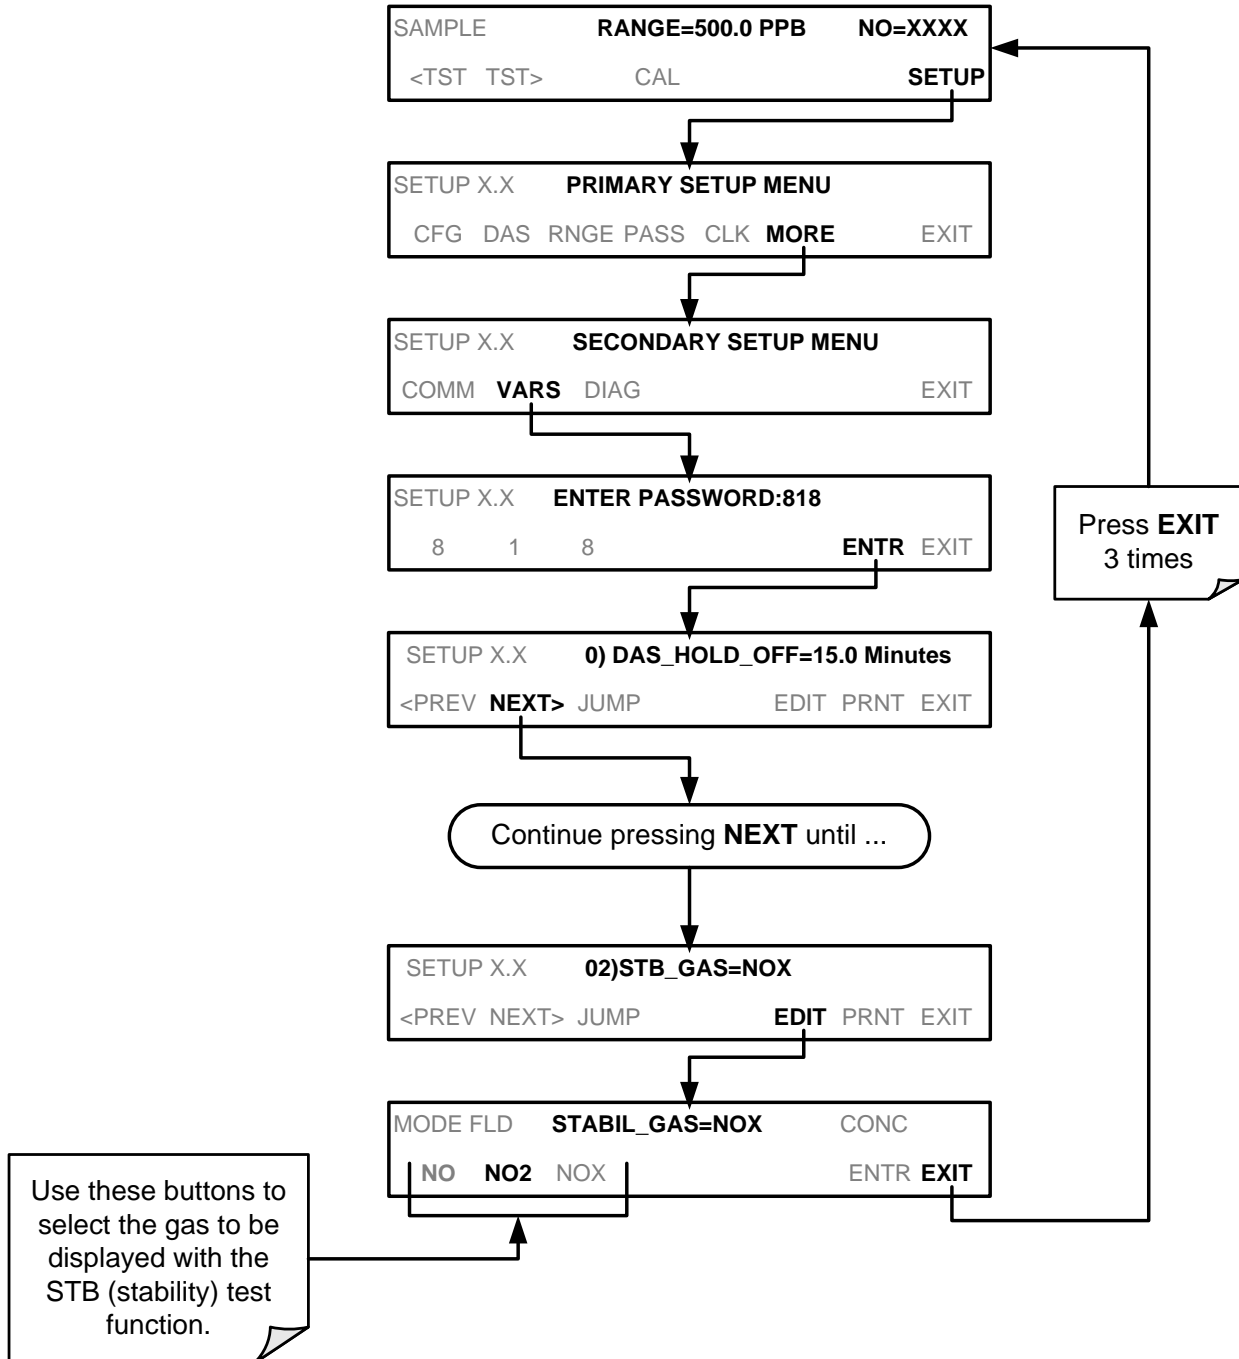 SAMPLE RANGE=500.0 PPB NO=XXXX
<TST TST> CAL SETUP
SETUP X.X PRIMARY SETUP MENU
CFG DAS RNGE PASS CLK MORE EXIT
SETUP X.X SECONDARY SETUP MENU
COMM VARS DIAG EXIT
SETUP X.X ENTER PASSWORD:818
8 1 8 ENTR EXIT
Press EXIT
3 times
SETUP X.X 0) DAS_HOLD_OFF=15.0 Minutes
<PREV NEXT> JUMP EDIT PRNT EXIT
Continue pressing NEXT until ...
SETUP X.X 02)STB_GAS=NOX
<PREV NEXT> JUMP EDIT PRNT EXIT
MODE FLD STABIL_GAS=NOX CONC
NO NO2 NOX ENTR EXIT
Use these buttons to
select the gas to be
displayed with the
STB (stability) test
function.